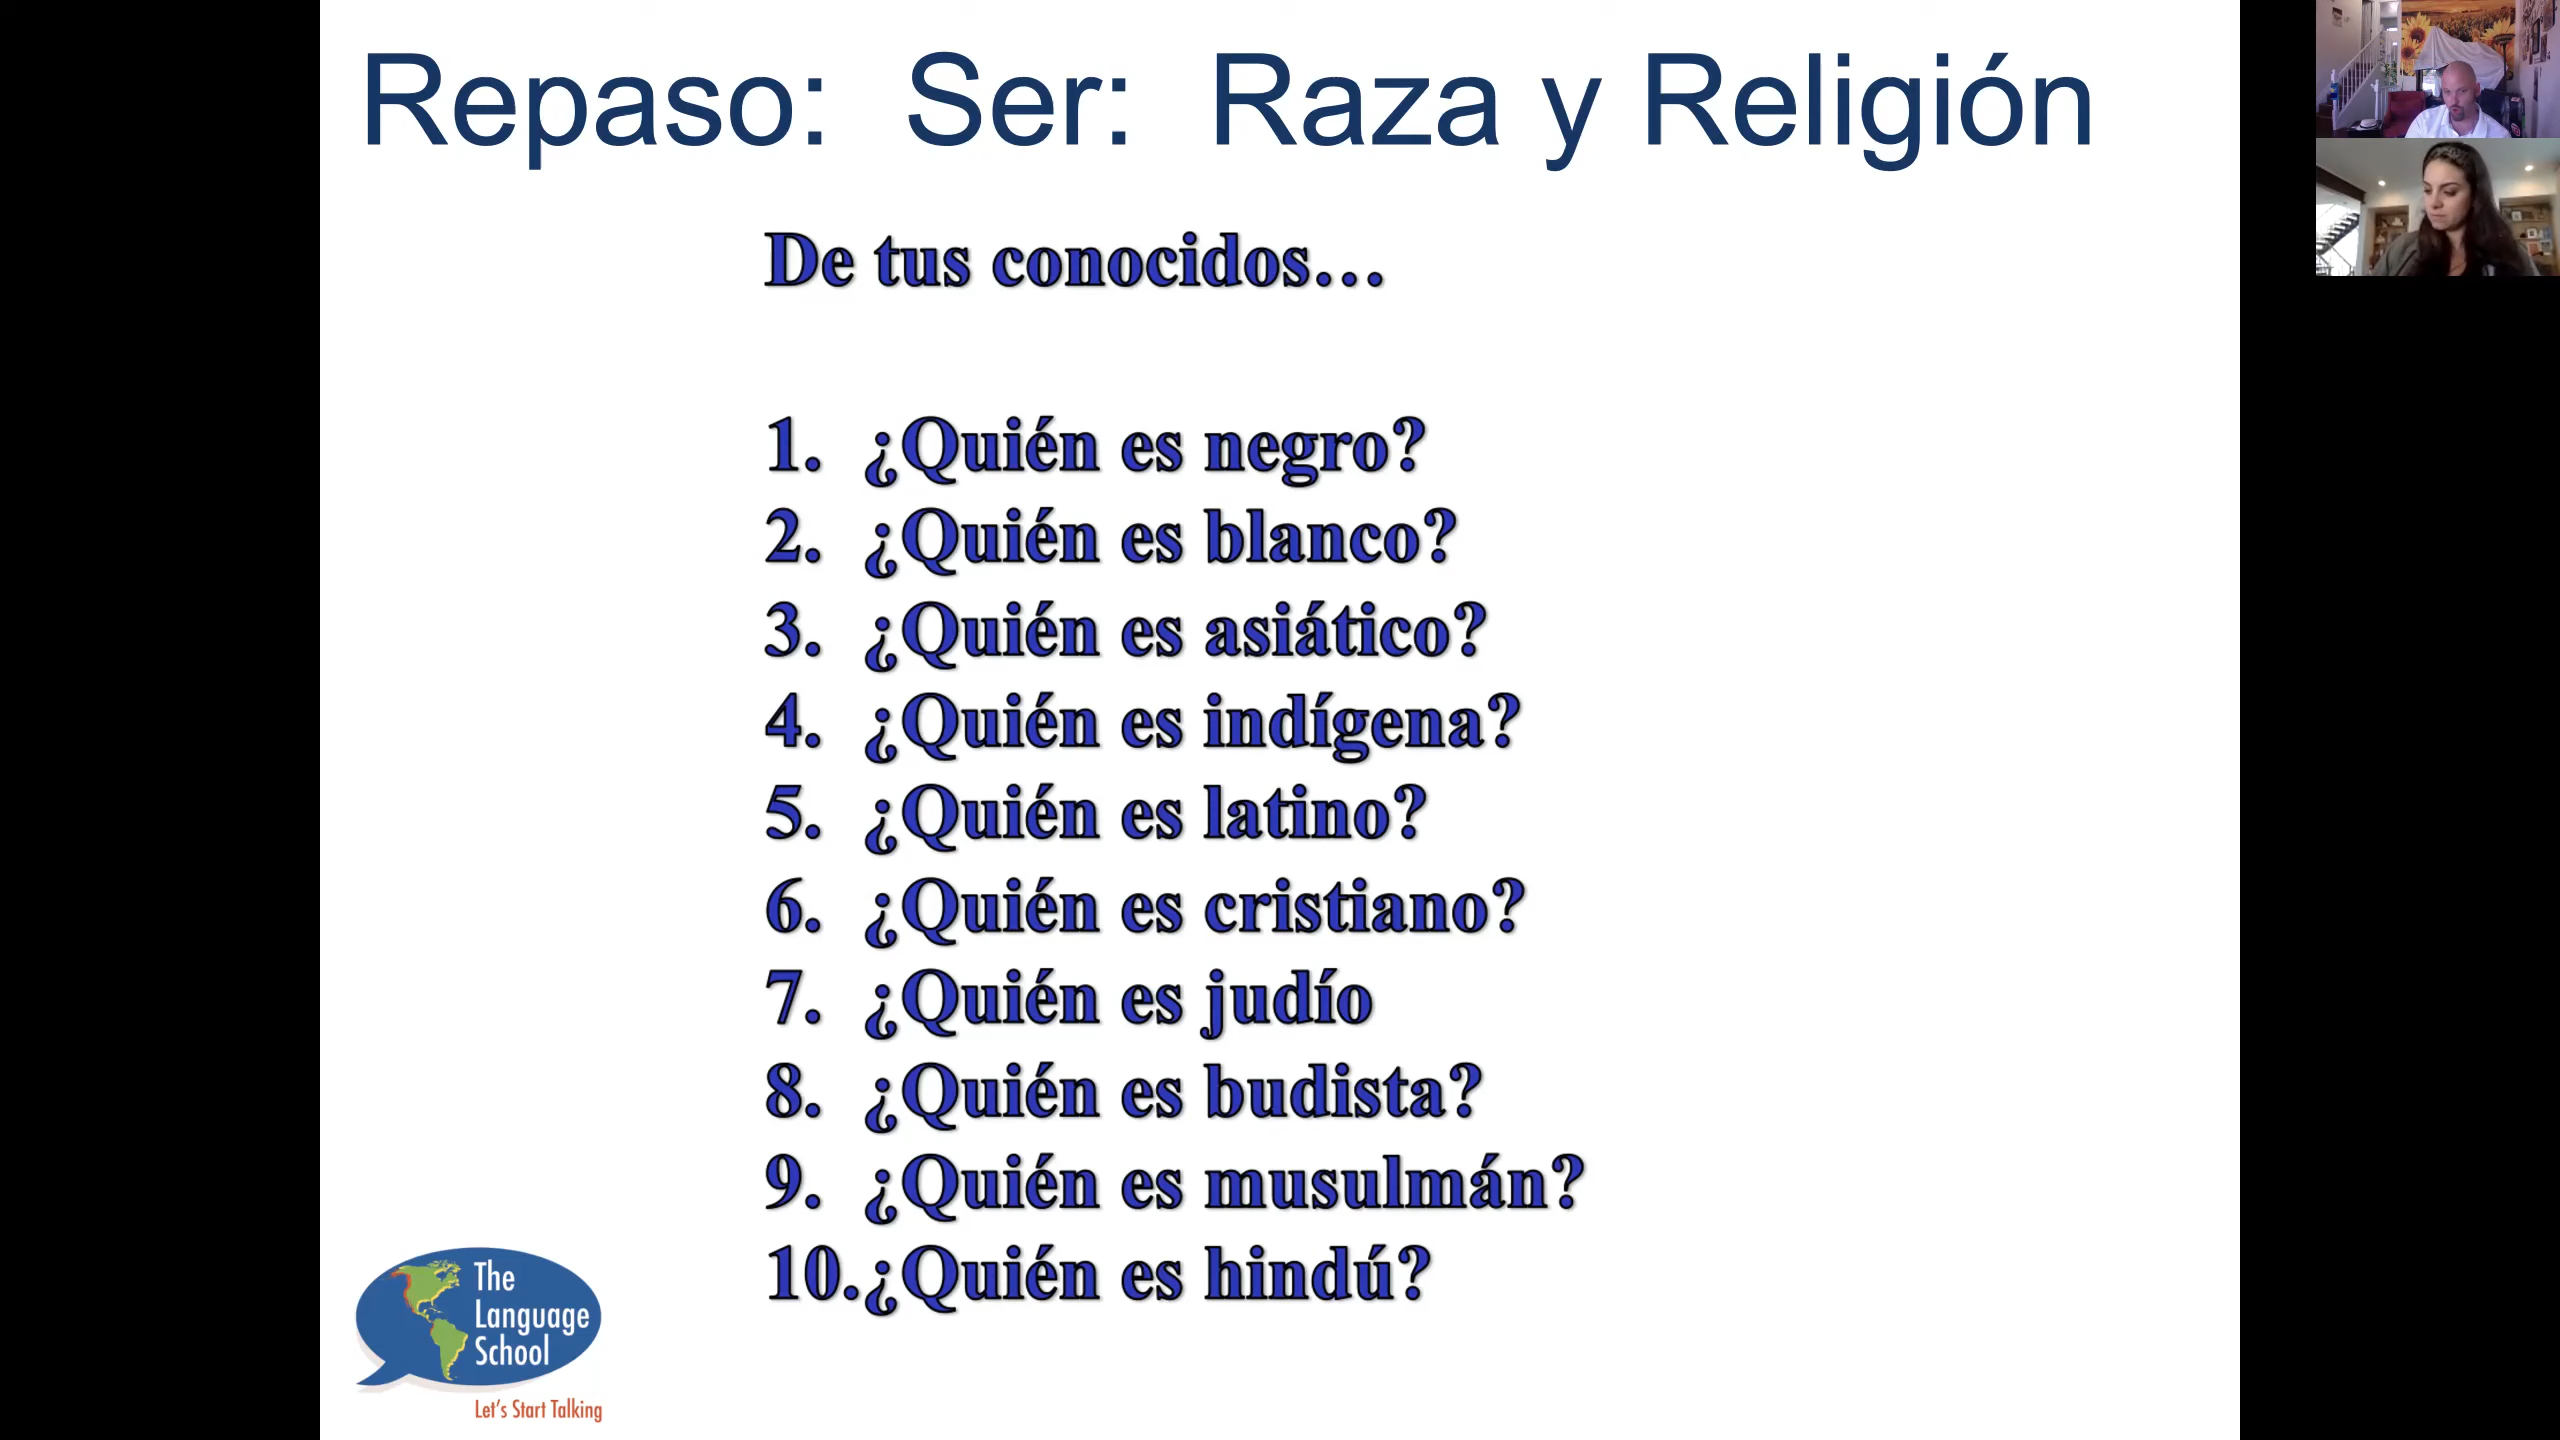 Repaso: Ser: Raza y Religión
De tus conocidos…
1. ¿Quién es negro?
2. ¿Quién es blanco?
3. ¿Quién es asiático?
4. ¿Quién es indígena?
5. ¿Quién es latino?
6. ¿Quién es cristiano?
7. ¿Quién es judío
8. ¿Quién es budista?
9. ¿Quién es musulmán?
10.¿Quién es hindú?
The
Language
School
Let's Start Talking